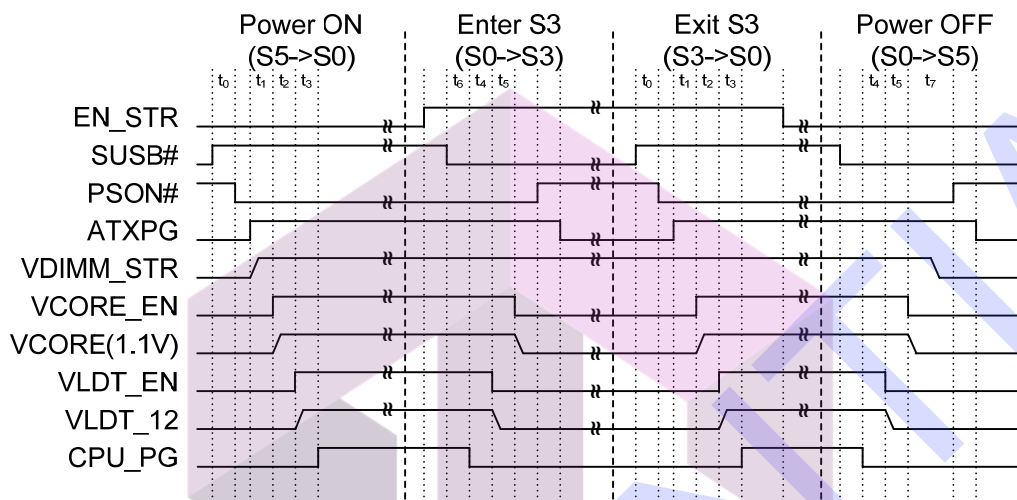 Power ON Enter S3 Exit S3 Power OFF
(S5->S0) (S0->S3) (S3->S0) (S0->S5)
t0 t1 t2 t3 t6 t4 t5 t0 t1 t2 t3 t4 t5 t7
EN_STR
SUSB#
PSON#
ATXPG
VDIMM_STR
VCORE_EN
VCORE(1.1V)
VLDT_EN
VLDT_12
CPU_PG